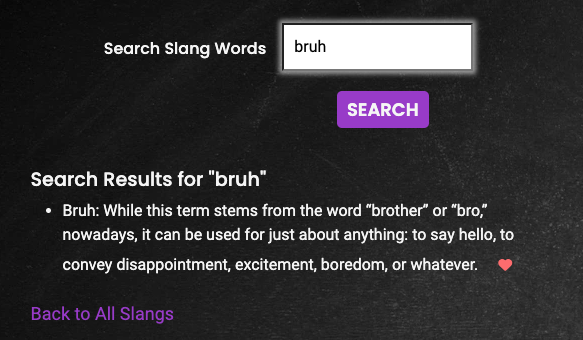 Search Slang Words
bruh
SEARCH
Search Results for "bruh"
• Bruh: While this term stems from the word “brother” or “bro,”
nowadays, it can be used for just about anything: to say hello, to
convey disappointment, excitement, boredom, or whatever.
Back to All Slangs